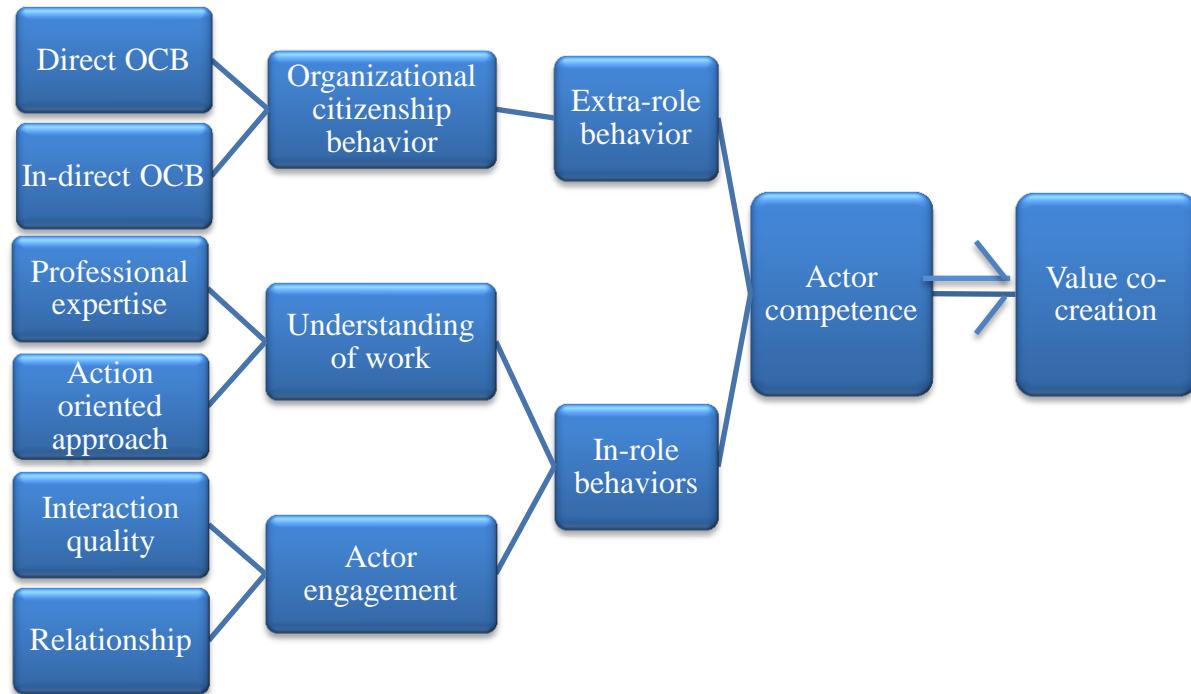 Direct OCB
In-direct OCB
Professional
expertise
Action
oriented
approach
Interaction
quality
Relationship
Organizational
citizenship
behavior
Understanding
of work
Actor
engagement
Extra-role
behavior
In-role
behaviors
Actor
competence
Value co-
creation